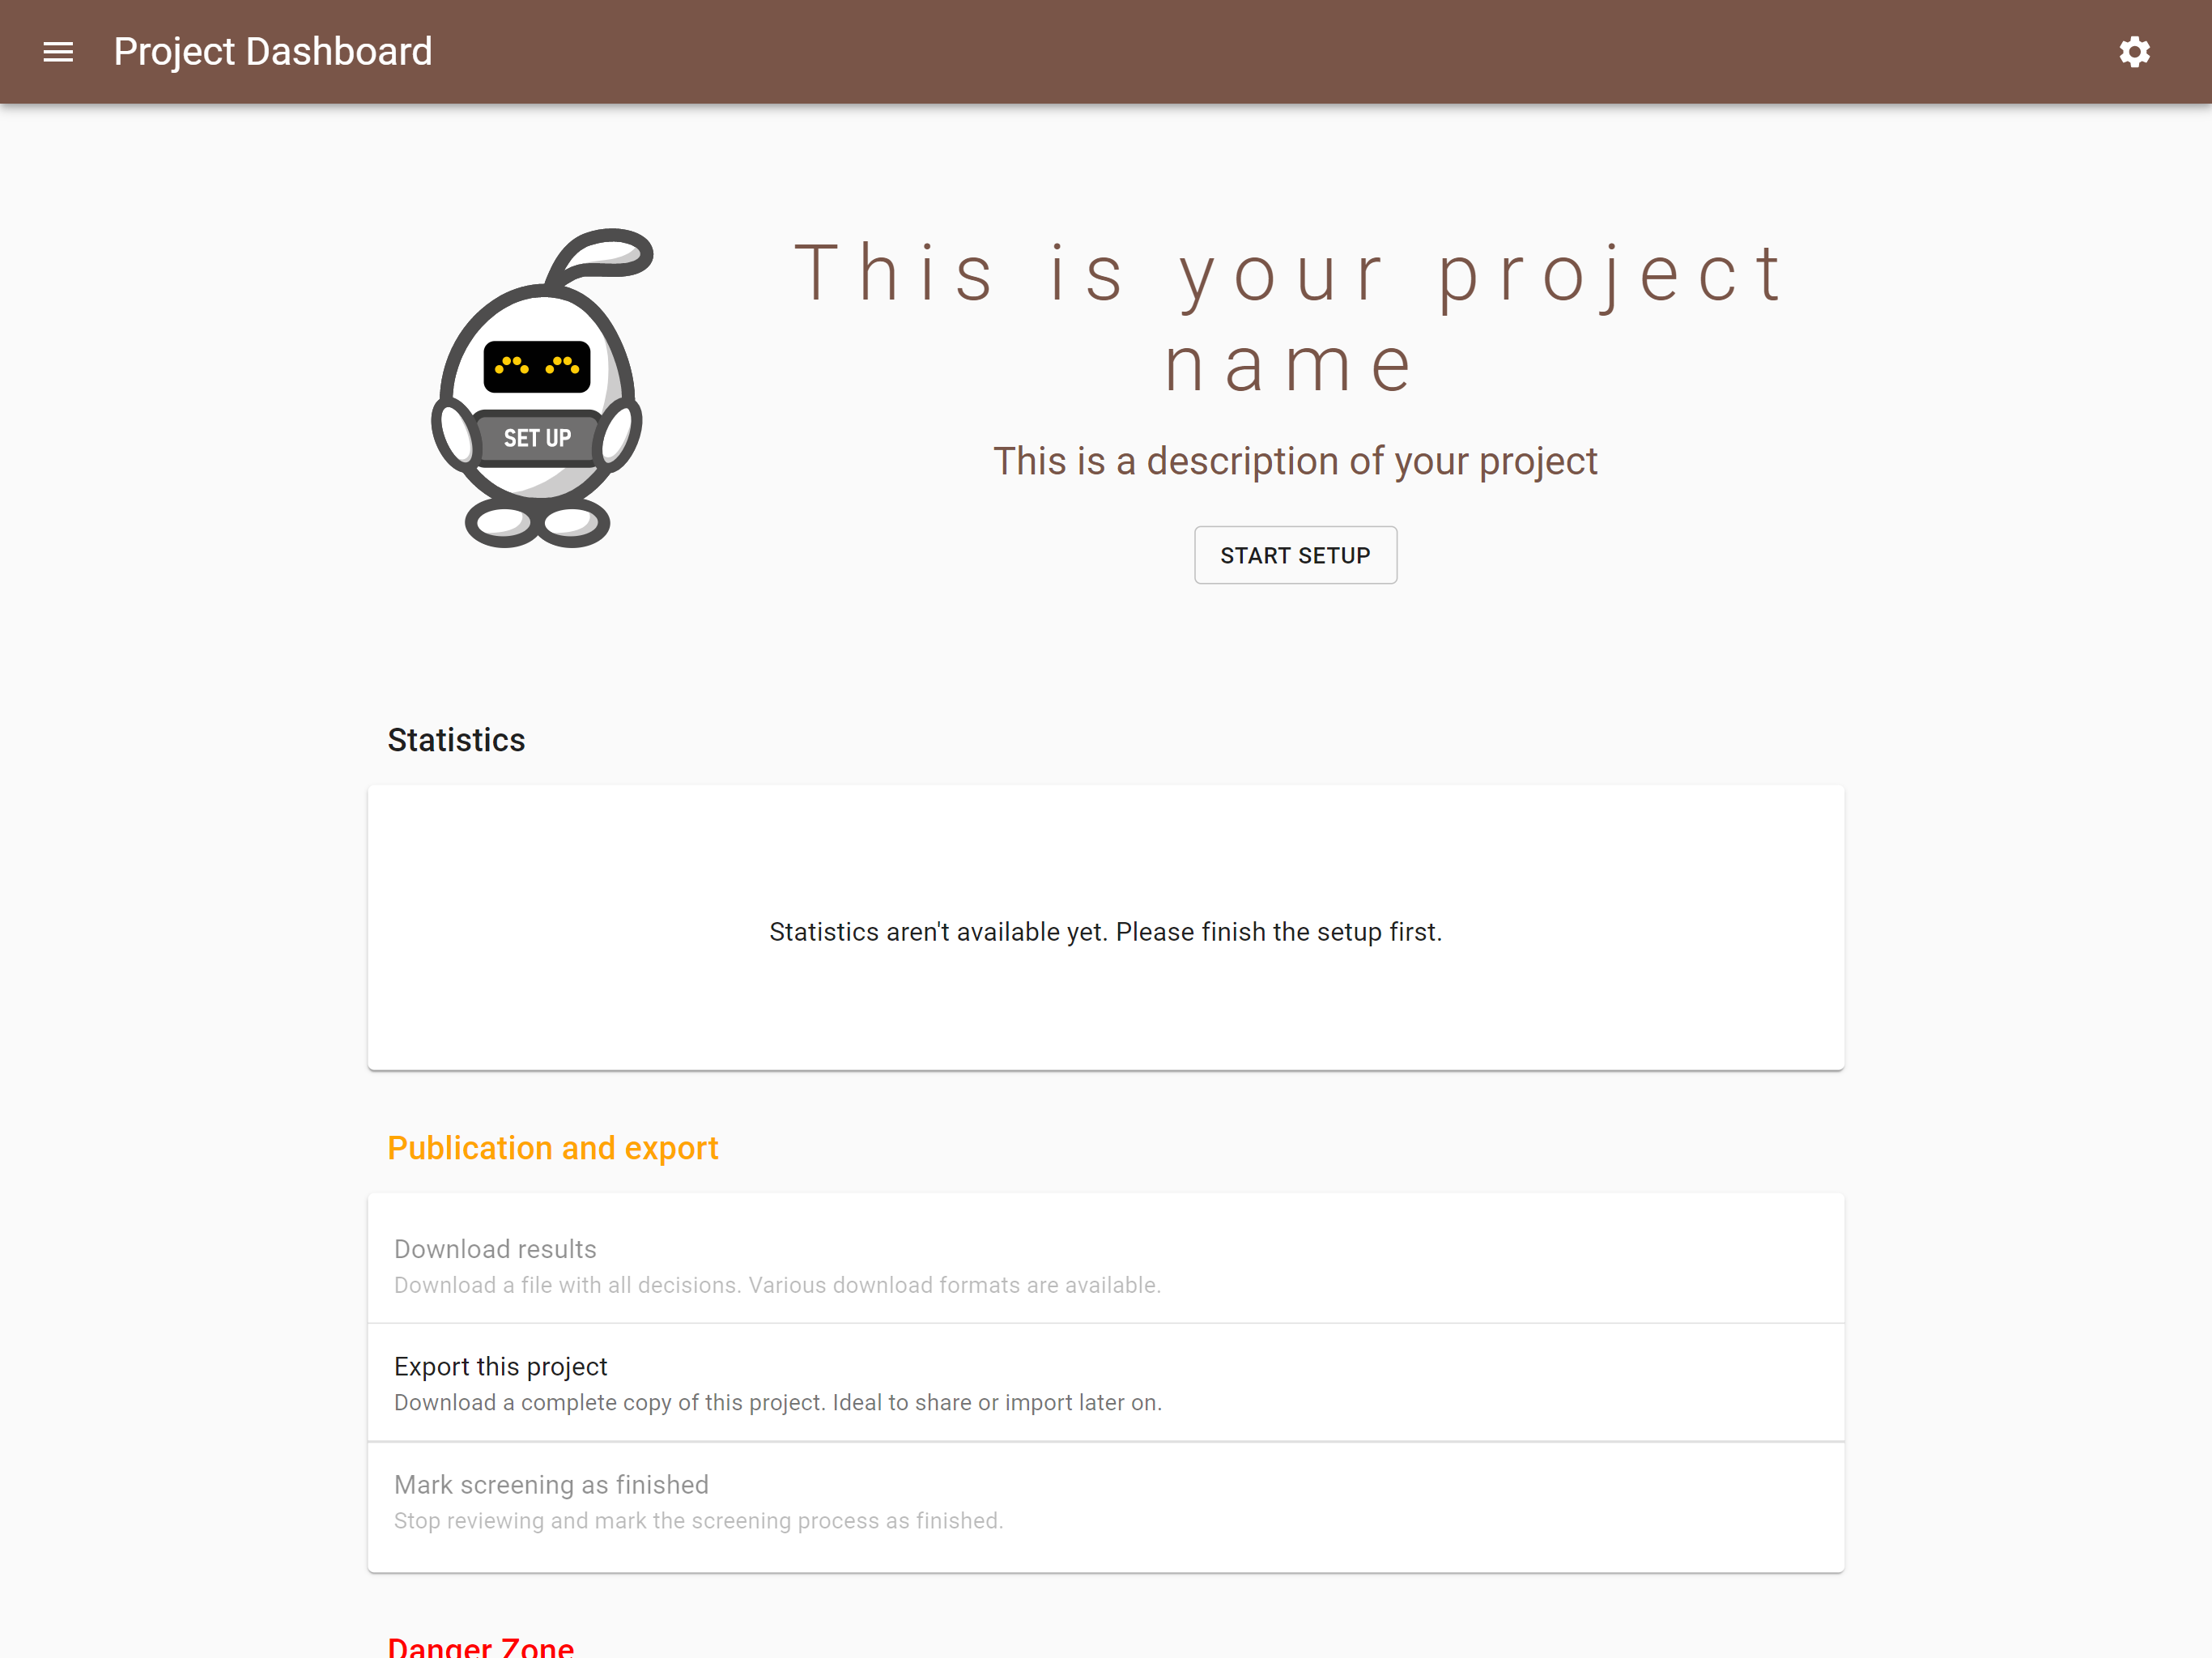 Project Dashboard
This is your project
name
SET UP
This is a description of your project
START SETUP
Statistics
Statistics aren't available yet. Please finish the setup first.
Publication and export
Download results
Download a file with all decisions. Various download formats are available.
Export this project
Download a complete copy of this project. Ideal to share or import later on.
Mark screening as finished
Stop reviewing and mark the screening process as finished.
Danger Zone